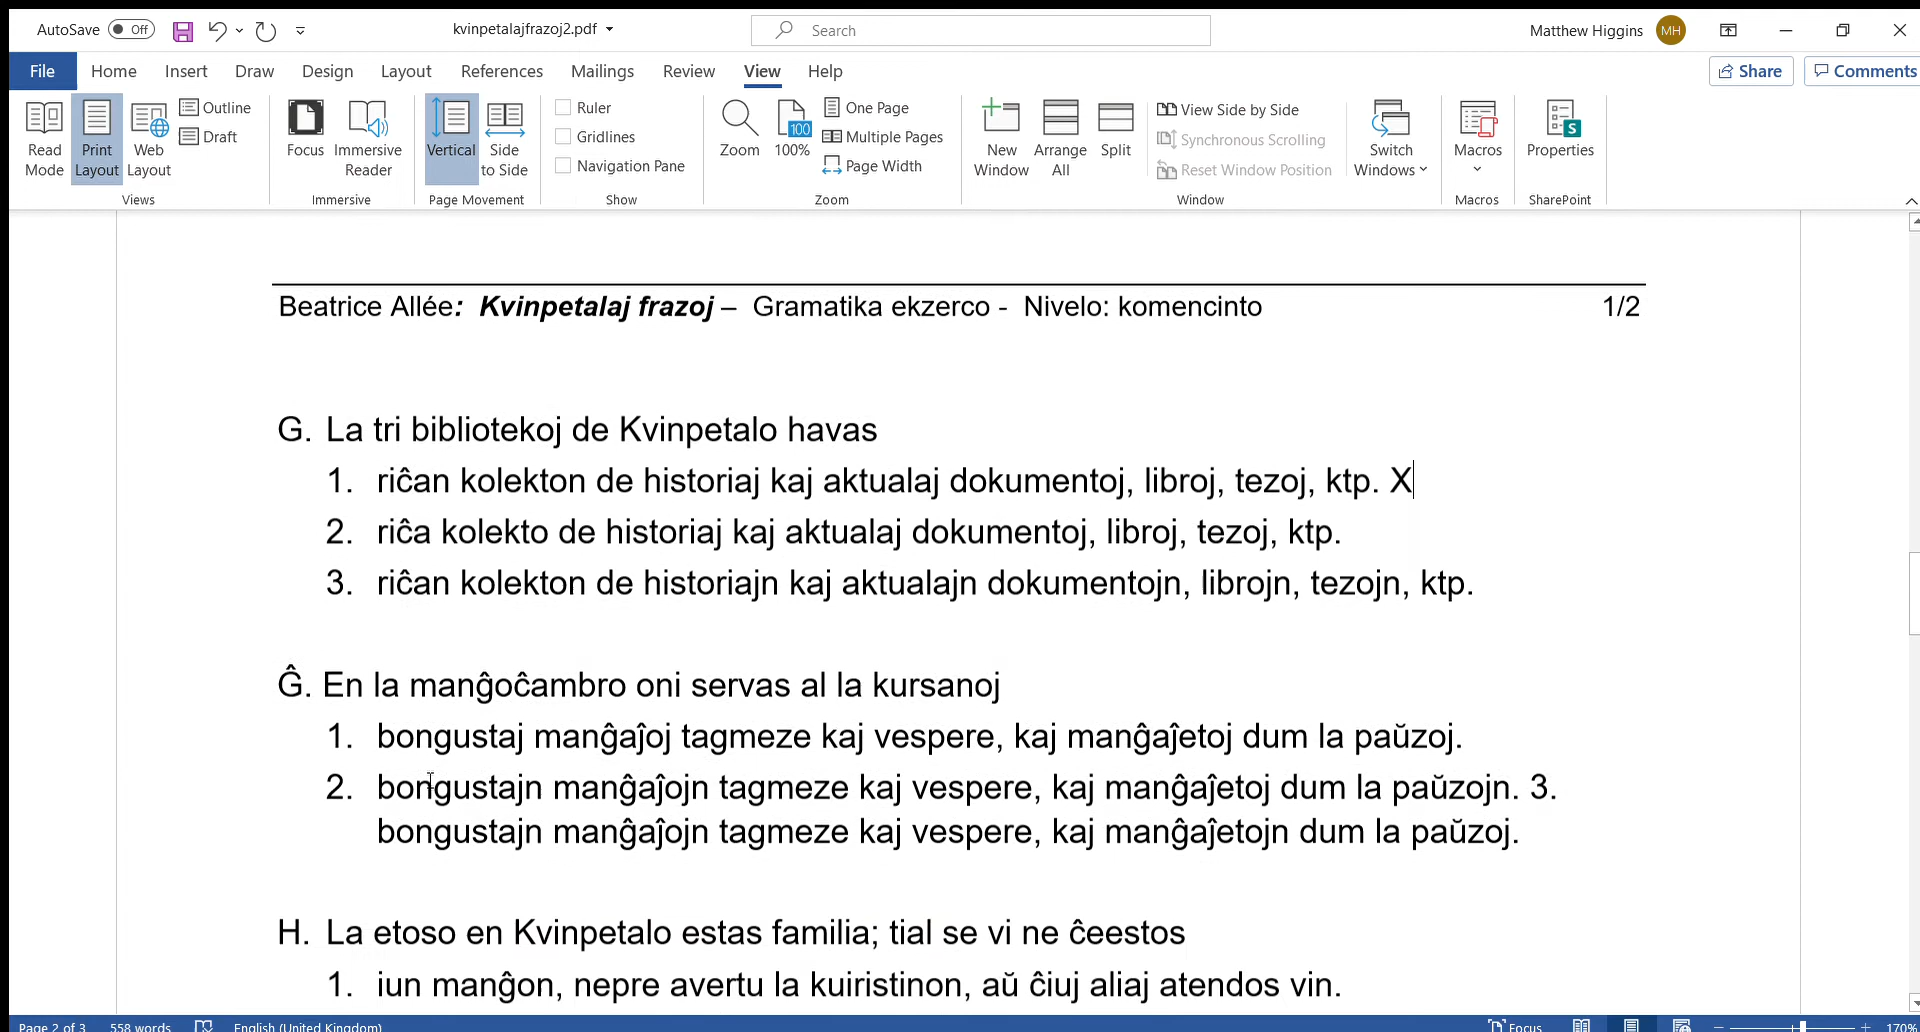 AutoSave Off kvinpetalajfrazoj2.pdf Search Matthew Higgins MH
File Home Insert Draw Design Layout References Mailings Review View Help Share Comments
Read Mode Print Layout Web Layout Outline Draft Focus Immersive Reader Vertical Side to Side Ruler Gridlines Navigation Pane Zoom 100 100% One Page Multiple Pages Page Width New Window Arrange All Split View Side by Side Synchronous Scrolling Reset Window Position Switch Windows Macros S Properties
Views Immersive Page Movement Show Zoom Window Macros SharePoint
Beatrice Allée: Kvinpetalaj frazoj – Gramatika ekzerco - Nivelo: komencinto 1/2
G. La tri bibliotekoj de Kvinpetalo havas
1. riĉan kolekton de historiaj kaj aktualaj dokumentoj, libroj, tezoj, ktp. X
2. riĉa kolekto de historiaj kaj aktualaj dokumentoj, libroj, tezoj, ktp.
3. riĉan kolekton de historiajn kaj aktualajn dokumentojn, librojn, tezojn, ktp.
Ĝ. En la manĝoĉambro oni servas al la kursanoj
1. bongustaj manĝaĵoj tagmeze kaj vespere, kaj manĝaĵetoj dum la paŭzoj.
2. bongustajn manĝaĵojn tagmeze kaj vespere, kaj manĝaĵetoj dum la paŭzojn. 3.
bongustajn manĝaĵojn tagmeze kaj vespere, kaj manĝaĵetojn dum la paŭzoj.
H. La etoso en Kvinpetalo estas familia; tial se vi ne ĉeestos
1. iun manĝon, nepre avertu la kuiristinon, aŭ ĉiuj aliaj atendos vin.
Page 2 of 3 558 words English (United Kingdom) Focus 170%